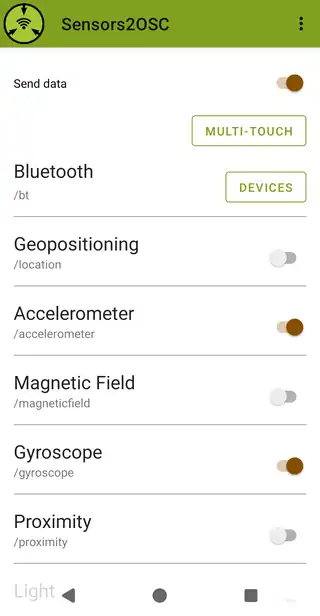 Sensors2OSC
Send data
MULTI-TOUCH
Bluetooth
/bt
DEVICES
Geopositioning
/location
Accelerometer
/accelerometer
Magnetic Field
/magneticfield
Gyroscope
/gyroscope
Proximity
/proximity
Light